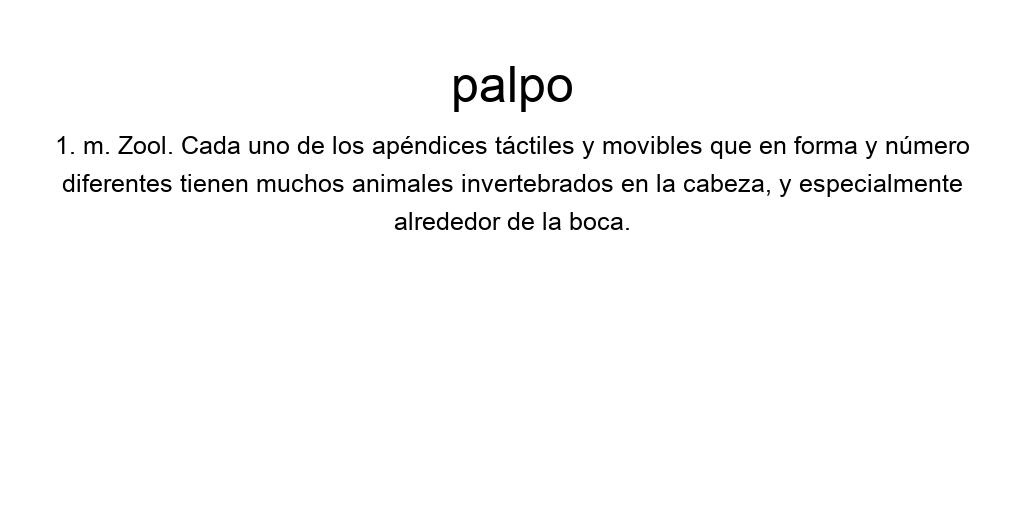 palpo
1. m. Zool. Cada uno de los apéndices táctiles y movibles que en forma y número
diferentes tienen muchos animales invertebrados en la cabeza, y especialmente
alrededor de la boca.